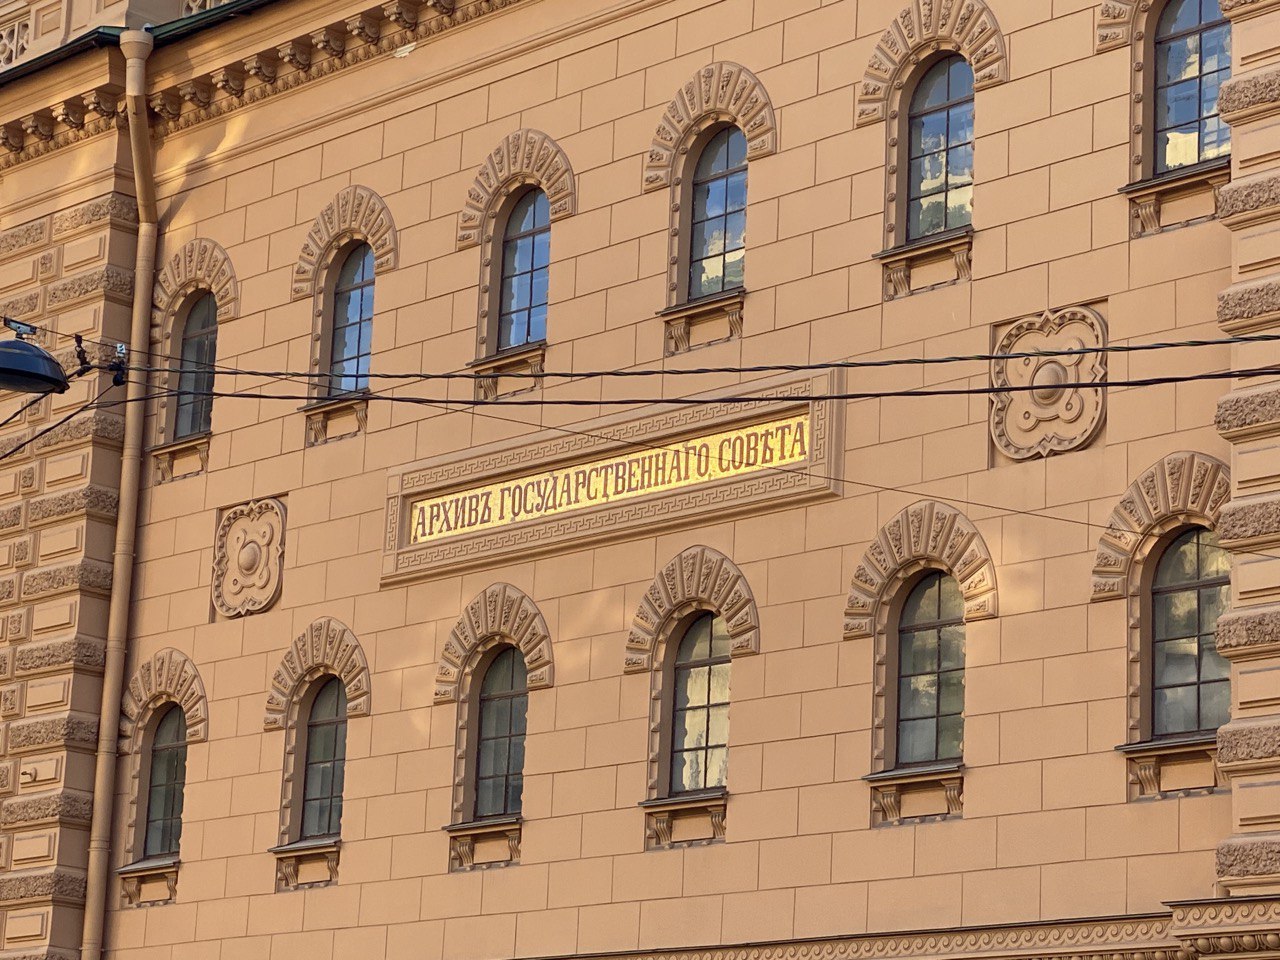 АРХИВЪ ГОСУДАРСТВЕННАГО СОВѢТА